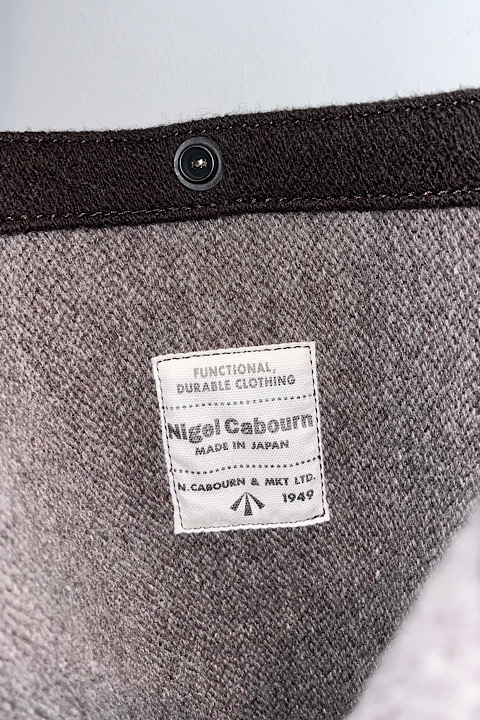 FUNCTIONAL,
DURABLE CLOTHING
Nigel Cabourn
MADE IN JAPAN
N.CABOURN & MKT LTD.
1949